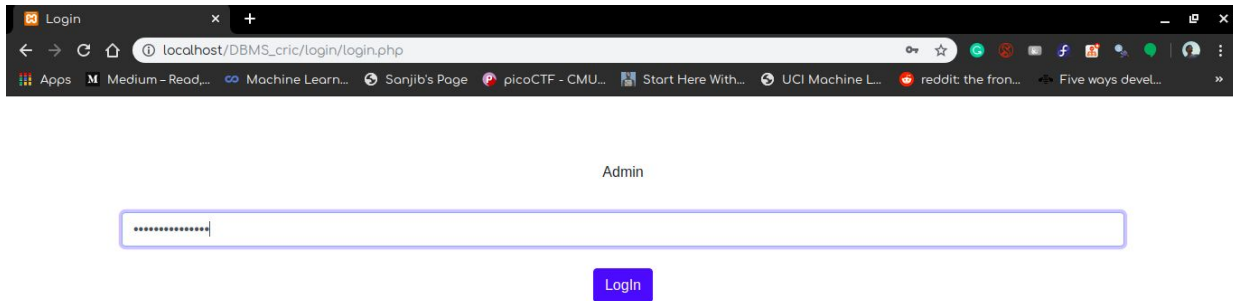 Login
localhost/DBMS_cric/login/login.php
Apps M Medium – Read,... Machine Learn... Sanjib's Page picoCTF - CMU... Start Here With... UCI Machine L... reddit: the fron... Five ways devel... »
Admin
•••••••••••••••
LogIn